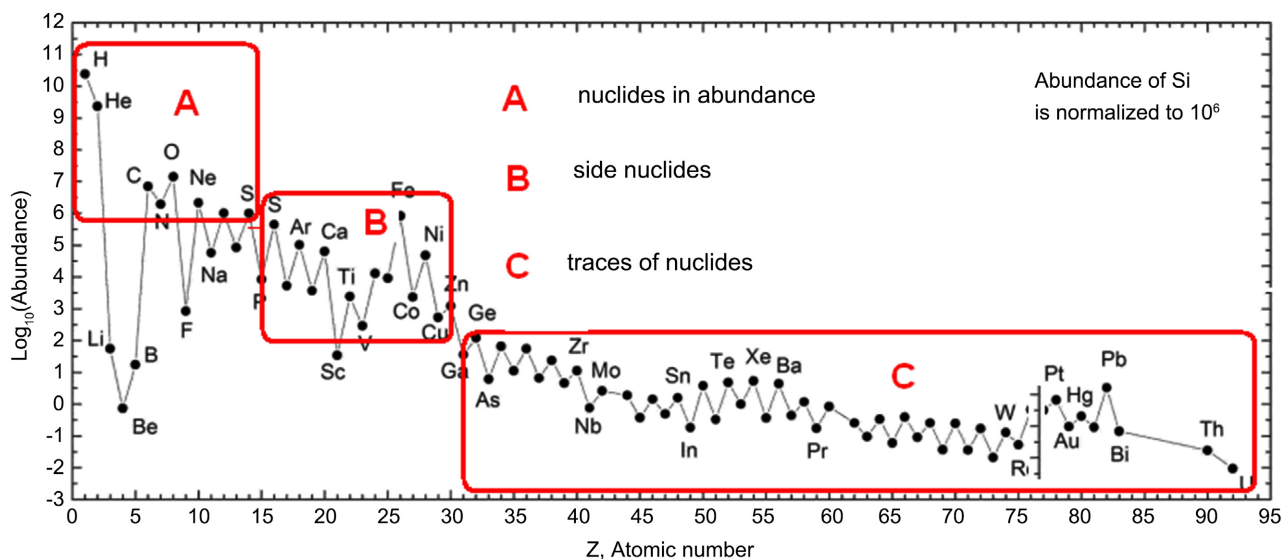 12
11
10
9
8
7
6
5
4
3
2
1
0
-1
-2
-3
Log10(Abundance)
H
He
A
A nuclides in abundance
Abundance of Si
is normalized to 10⁶
B side nuclides
C traces of nuclides
O
C
Ne
N
S
Na
F
Li
B
Be
S
B
Fe
Ar
Ca
Ni
Ti
Zn
P
Co
Cu
V
Sc
Ge
Ga
As
Zr
Mo
Nb
Sn
In
Te
Xe
Ba
Pr
C
W
Pt
Hg
Pb
Au
Bi
Th
U
0 5 10 15 20 25 30 35 40 45 50 55 60 65 70 75 80 85 90 95
Z, Atomic number